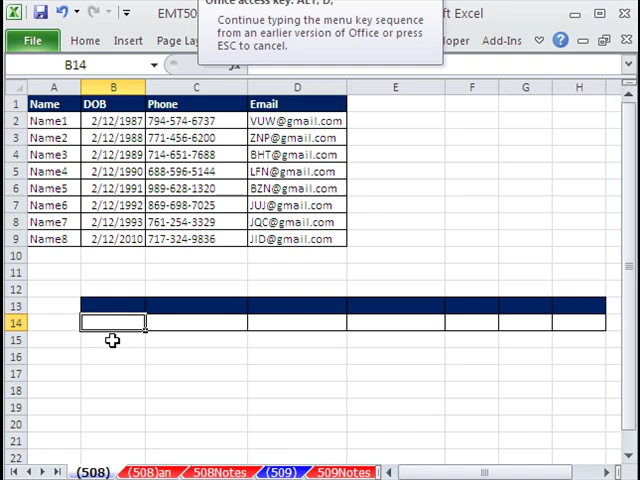 EMT50
Office access key: ALT, D,
ft Excel
Continue typing the menu key sequence
from an earlier version of Office or press
ESC to cancel.
File Home Insert Page Lay loper Add-Ins
B14
A B C D E F G H
1 Name DOB Phone Email
2 Name1 2/12/1987 794-574-6737 VUW@gmail.com
3 Name2 2/12/1988 771-456-6200 ZNP@gmail.com
4 Name3 2/12/1989 714-651-7688 BHT@gmail.com
5 Name4 2/12/1990 688-596-5144 LFN@gmail.com
6 Name5 2/12/1991 989-628-1320 BZN@gmail.com
7 Name6 2/12/1992 869-698-7025 JUJ@gmail.com
8 Name7 2/12/1993 761-254-3329 JQC@gmail.com
9 Name8 2/12/2010 717-324-9836 JID@gmail.com
10
11
12
13
14
15
16
17
18
19
20
21
22
(508) (508)an 508Notes (509) 509Notes